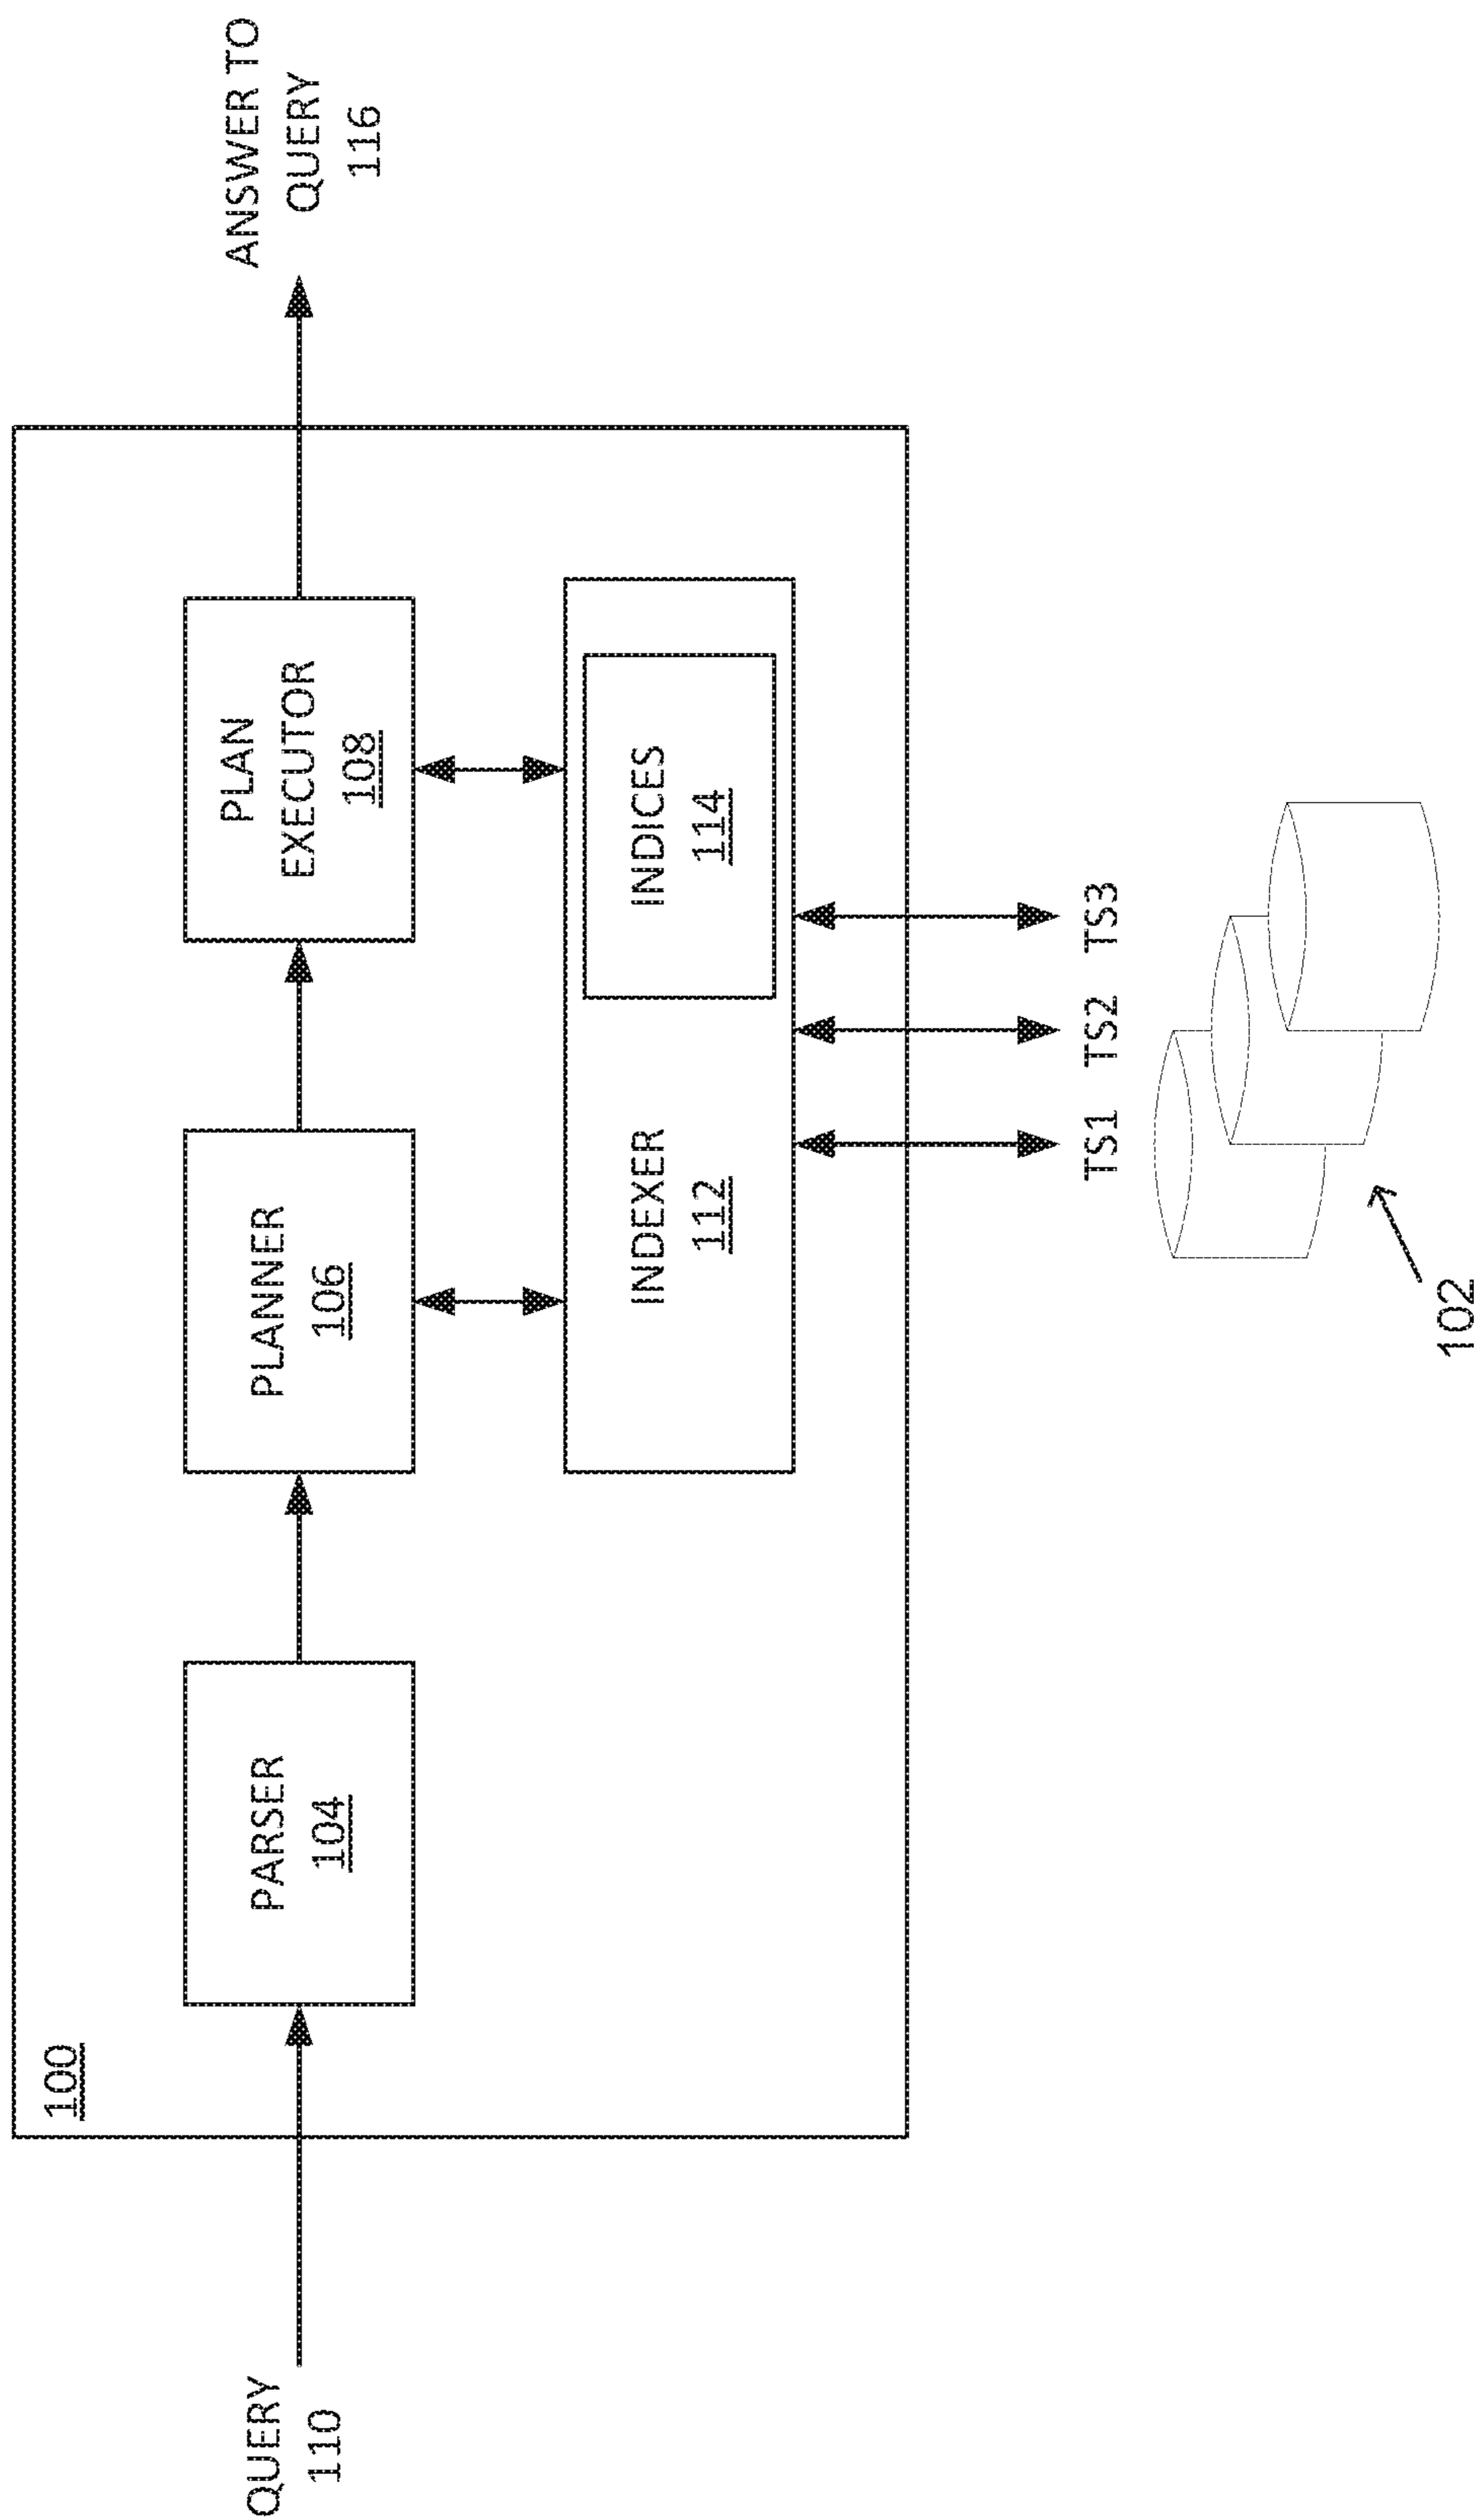 100
QUERY
110
PARSER
104
PLANNER
106
PLAN
EXECUTOR
108
ANSWER TO
QUERY
116
INDEXER
112
INDICES
114
TS1 TS2 TS3
102